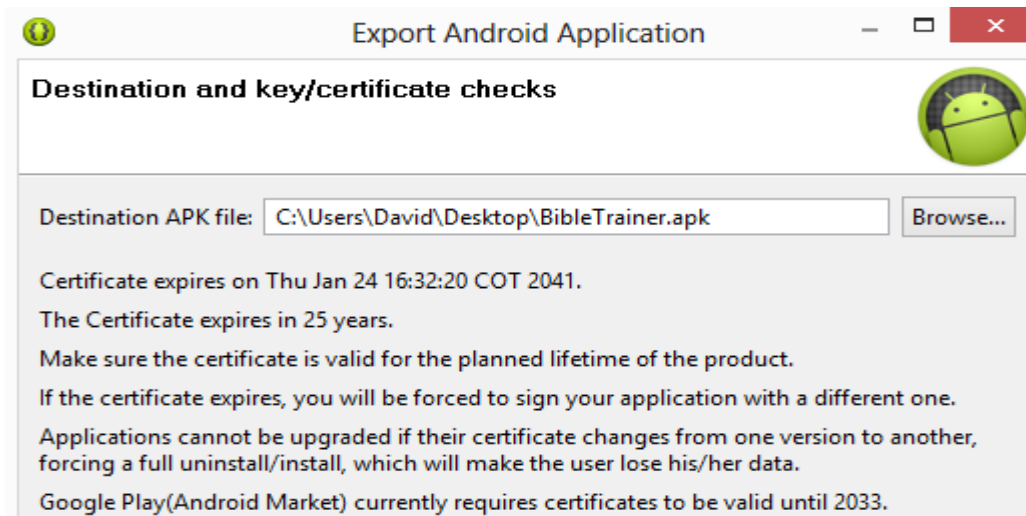 Export Android Application
Destination and key/certificate checks
Destination APK file: C:\Users\David\Desktop\BibleTrainer.apk Browse...
Certificate expires on Thu Jan 24 16:32:20 COT 2041.
The Certificate expires in 25 years.
Make sure the certificate is valid for the planned lifetime of the product.
If the certificate expires, you will be forced to sign your application with a different one.
Applications cannot be upgraded if their certificate changes from one version to another,
forcing a full uninstall/install, which will make the user lose his/her data.
Google Play(Android Market) currently requires certificates to be valid until 2033.